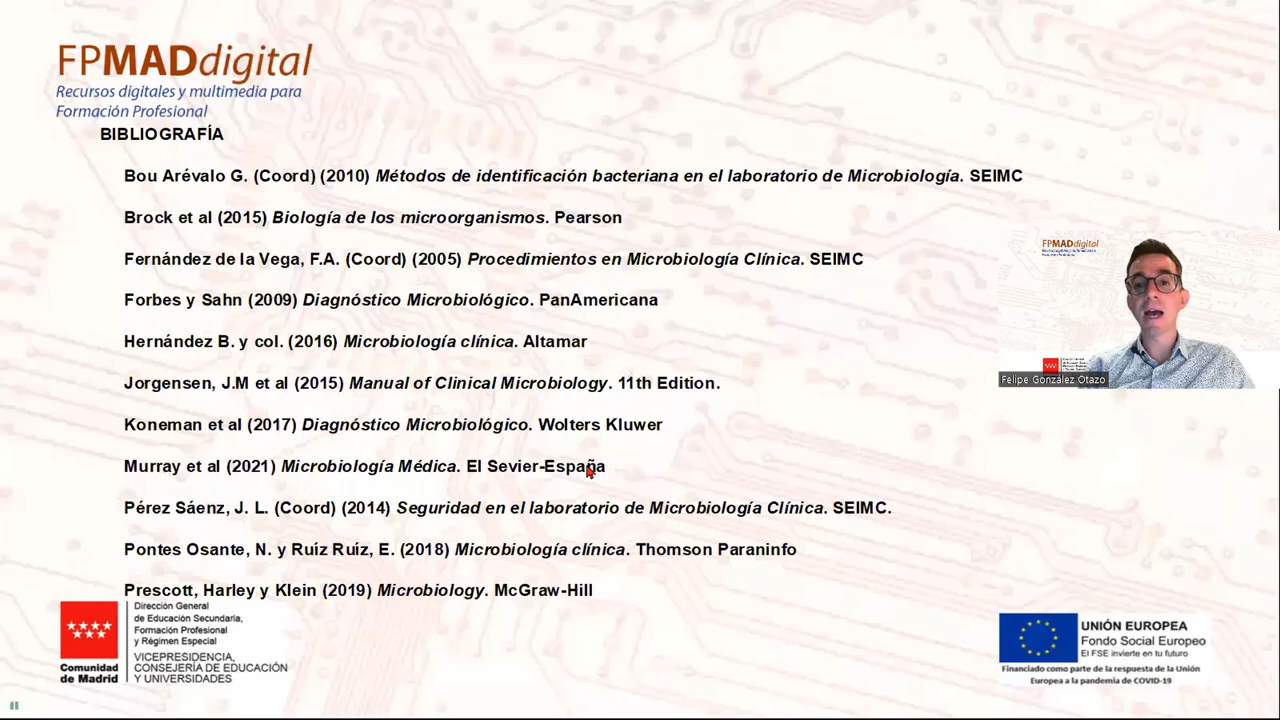 FPMADdigital
Recursos digitales y multimedia para
Formación Profesional
BIBLIOGRAFÍA
Bou Arévalo G. (Coord) (2010) Métodos de identificación bacteriana en el laboratorio de Microbiología. SEIMC
Brock et al (2015) Biología de los microorganismos. Pearson
Fernández de la Vega, F.A. (Cord) (2005) Procedimientos en Microbiología Clínica. SEIMC
Forbes y Sahn (2009) Diagnóstico Microbiológico. PanAmericana
Hernández B. y col. (2016) Microbiología clínica. Altamar
Jorgensen, J.M et al (2015) Manual of Clinical Microbiology. 11th Edition.
Koneman et al (2017) Diagnóstico Microbiológico. Wolters Kluwer
Murray et al (2021) Microbiología Médica. El Sevier-España
Pérez Sáenz, J. L. (Coord) (2014) Seguridad en el laboratorio de Microbiología Clínica. SEIMC.
Pontes Osante, N. y Ruíz Ruíz, E. (2018) Microbiología clínica. Thomson Paraninfo
Prescott, Harley y Klein (2019) Microbiology. McGraw-Hill
FPMADdigital
Felipe González Otazo
Comunidad
de Madrid
Dirección General
de Educación Secundaria,
Formación Profesional
y Régimen Especial
VICEPRESIDENCIA,
CONSEJERÍA DE EDUCACIÓN
Y UNIVERSIDADES
UNIÓN EUROPEA
Fondo Social Europeo
El FSE invierte en tu futuro
Financiado como parte de la respuesta de la Unión
Europea a la pandemia de COVID-19